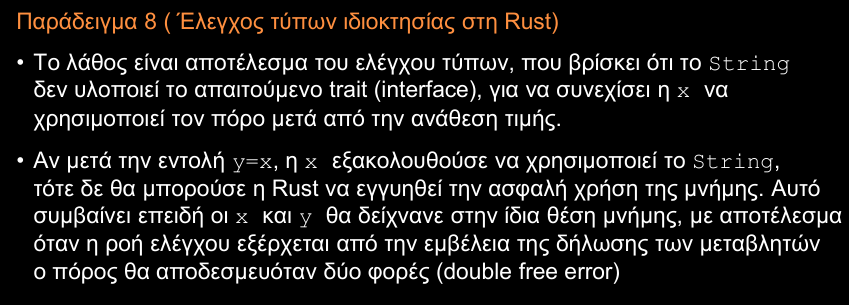 Παράδειγμα 8 ( Έλεγχος τύπων ιδιοκτησίας στη Rust)
• Το λάθος είναι αποτέλεσμα του ελέγχου τύπων, που βρίσκει ότι το String
δεν υλοποιεί το απαιτούμενο trait (interface), για να συνεχίσει η x να
χρησιμοποιεί τον πόρο μετά από την ανάθεση τιμής.
• Αν μετά την εντολή y=x, η x εξακολουθούσε να χρησιμοποιεί το String,
τότε δε θα μπορούσε η Rust να εγγυηθεί την ασφαλή χρήση της μνήμης. Αυτό
συμβαίνει επειδή οι x και y θα δείχνανε στην ίδια θέση μνήμης, με αποτέλεσμα
όταν η ροή ελέγχου εξέρχεται από την εμβέλεια της δήλωσης των μεταβλητών
ο πόρος θα αποδεσμευόταν δύο φορές (double free error)